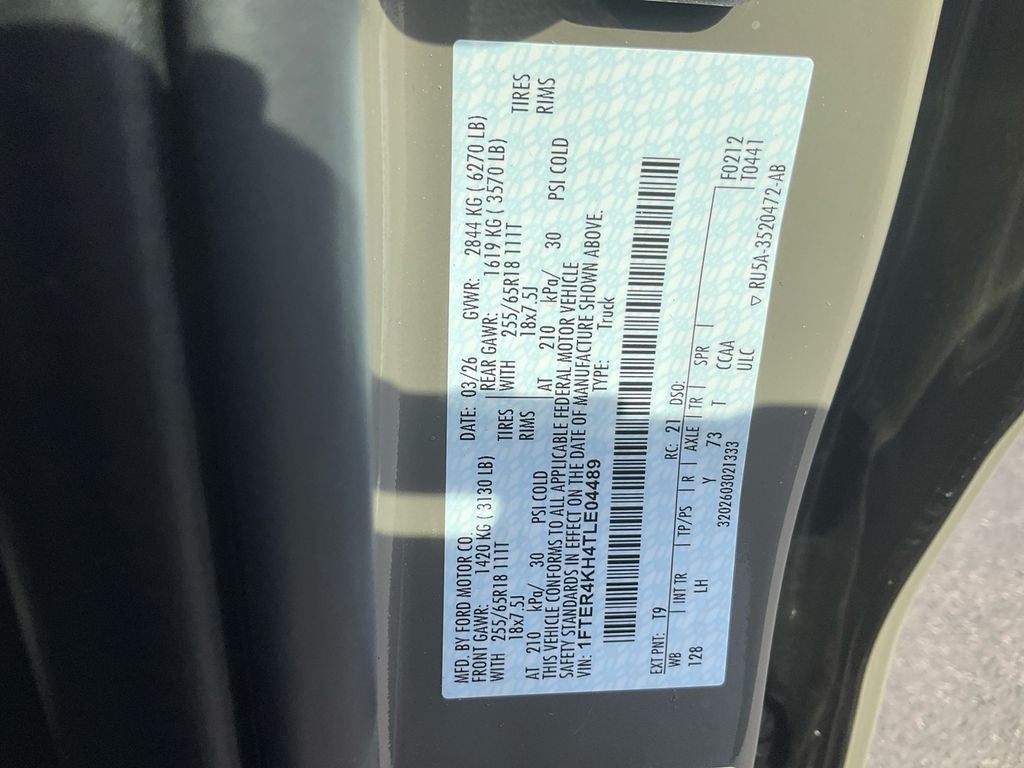 MFD. BY FORD MOTOR CO. DATE: 03/26 GVWR: 2844 KG ( 6270 LB)
FRONT GAWR: 1420 KG ( 3130 LB) REAR GAWR: 1619 KG ( 3570 LB)
WITH 255/65R18 111T TIRES WITH 255/65R18 111T TIRES
18x7.5J RIMS 18x7.5J RIMS
AT 210 kPa/ 30 PSI COLD AT 210 kPa/ 30 PSI COLD
THIS VEHICLE CONFORMS TO ALL APPLICABLE FEDERAL MOTOR VEHICLE
SAFETY STANDARDS IN EFFECT ON THE DATE OF MANUFACTURE SHOWN ABOVE.
VIN: 1FTER4KH4TLE04489 TYPE: Truck
EXT PNT: T9 RC: 21 DSO: F0212
WB INT TR TP/PS R AXLE TR SPR T0441
128 LH Y 73 T CCAA
3202603021333 ULC
▽ RU5A-3520472-AB